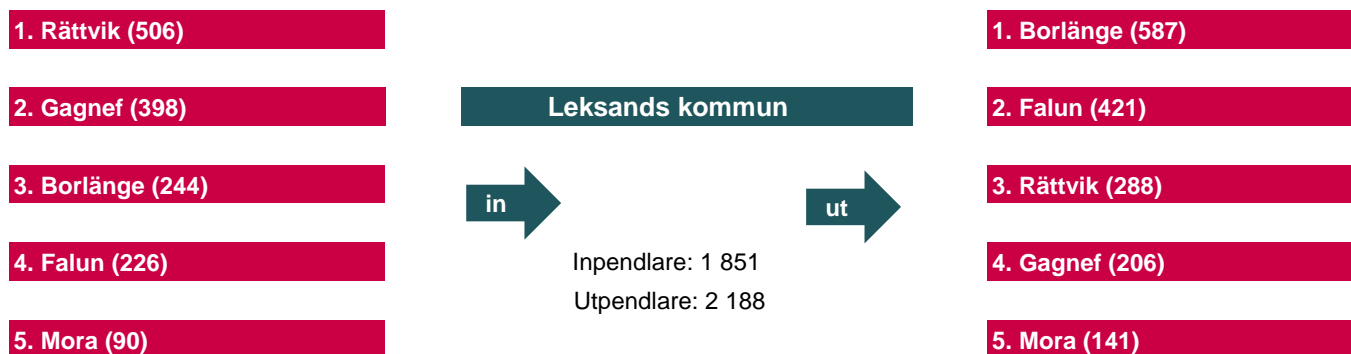 1. Rättvik (506)
2. Gagnef (398)
3. Borlänge (244)
4. Falun (226)
5. Mora (90)
Leksands kommun
in
ut
Inpendlare: 1 851
Utpendlare: 2 188
1. Borlänge (587)
2. Falun (421)
3. Rättvik (288)
4. Gagnef (206)
5. Mora (141)